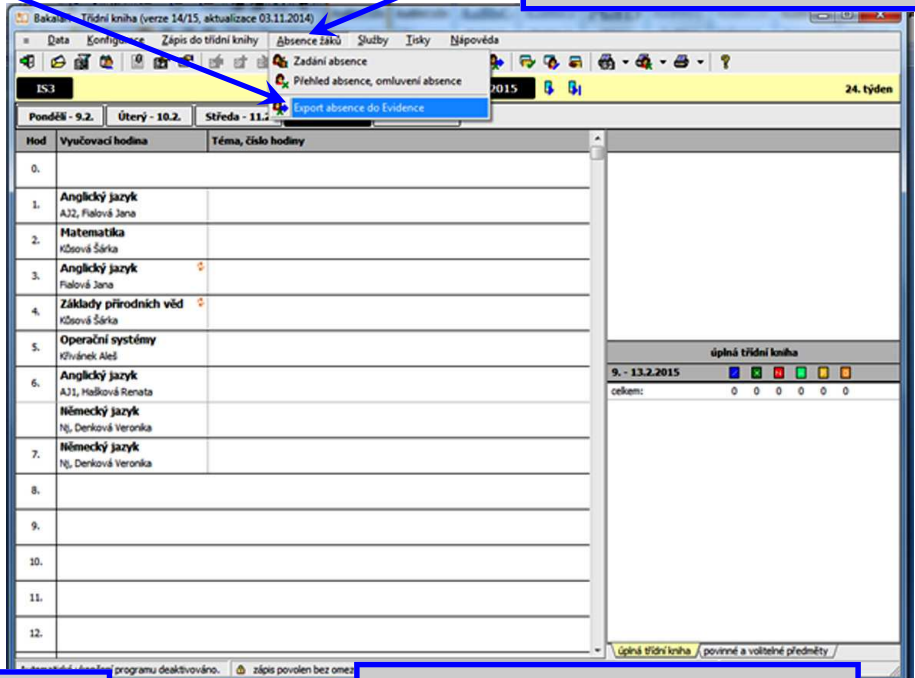 Třídní kniha (verze 14/15, aktualizace 03.11.2014)
Data Konfigurace Zápis do třídní knihy Absence žáků Služby Tisky Nápověda
Zadání absence
Přehled absence, omluvení absence
Export absence do Evidence
IS3 2015 24. týden
Pondělí - 9.2. Úterý - 10.2. Středa - 11.2
Hod Vyučovací hodina Téma, číslo hodiny
0.
1. Anglický jazyk
AJ2, Fialová Jana
2. Matematika
Kůsová Šárka
3. Anglický jazyk
Fialová Jana
4. Základy přírodních věd
Kůsová Šárka
5. Operační systémy
Křivánek Aleš
6. Anglický jazyk
AJ1, Hašková Renata
Německý jazyk
Nj, Denková Veronika
7. Německý jazyk
Nj, Denková Veronika
8.
9.
10.
11.
12.
úplná třídní kniha
9. - 13.2.2015
celkem: 0 0 0 0 0 0
úplná třídní kniha povinné a volitelné předměty
programu deaktivováno. zápis povolen bez omez